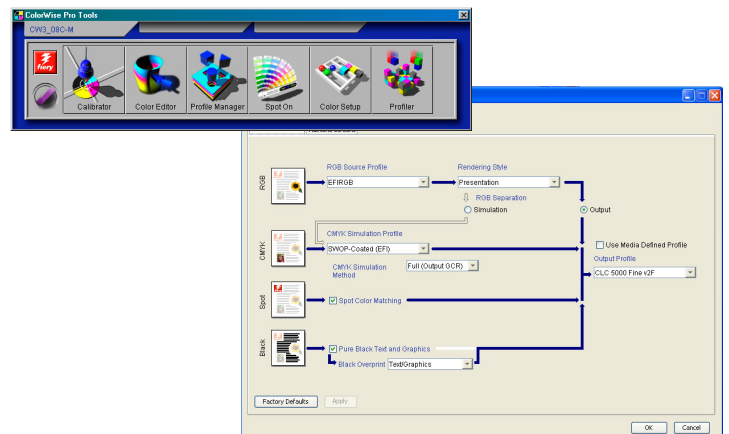 ColorWise Pro Tools
CW3_08C-M
fiery
Calibrator
Color Editor
Profile Manager
Spot On
Color Setup
Profiler
RGB
RGB Source Profile
EFIRGB
Rendering Style
Presentation
RGB Separation
Simulation
Output
CMYK
CMYK Simulation Profile
SWOP-Coated (EFI)
CMYK Simulation
Method
Full (Output GCR)
Use Media Defined Profile
Output Profile
CLC 5000 Fine v2F
Spot
Spot Color Matching
Black
Pure Black Text and Graphics
Black Overprint
Text/Graphics
Factory Defaults
Apply
OK
Cancel